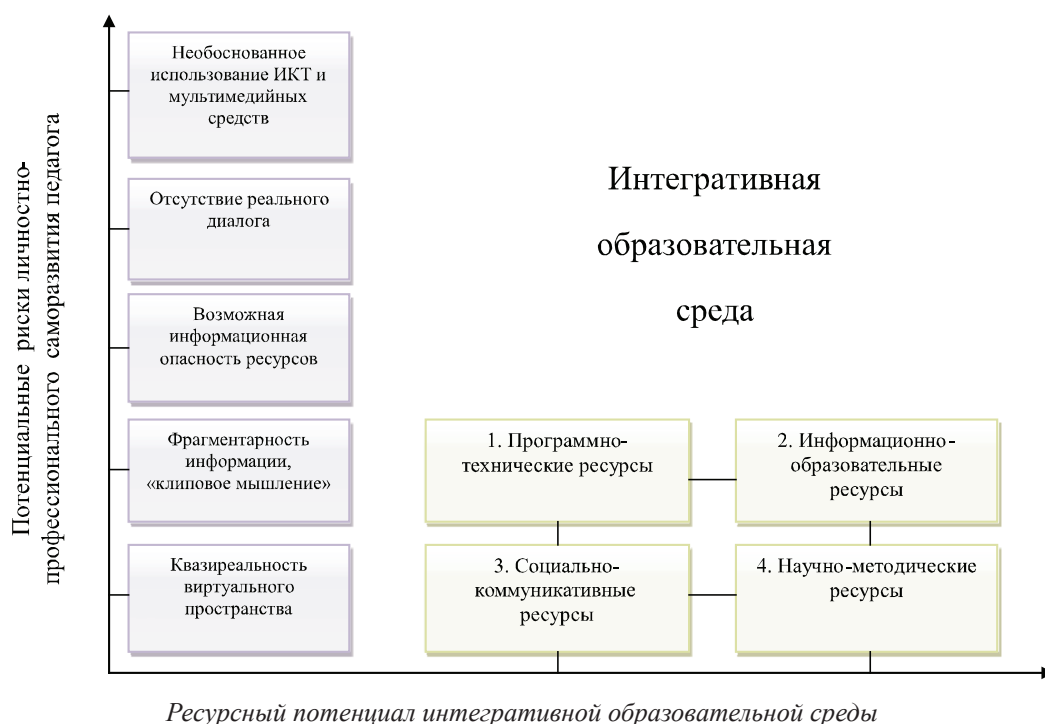 Потенциальные риски личностно-
профессионального саморазвития педагога
Необоснованное
использование ИКТ и
мультимедийных
средств
Отсутствие реального
диалога
Возможная
информационная
опасность ресурсов
Фрагментарность
информации,
«клиповое мышление»
Квазиреальность
виртуального
пространства
Интегративная
образовательная
среда
1. Программно-
технические ресурсы
2. Информационно-
образовательные
ресурсы
3. Социально-
коммуникативные
ресурсы
4. Научно-методические
ресурсы
Ресурсный потенциал интегративной образовательной среды